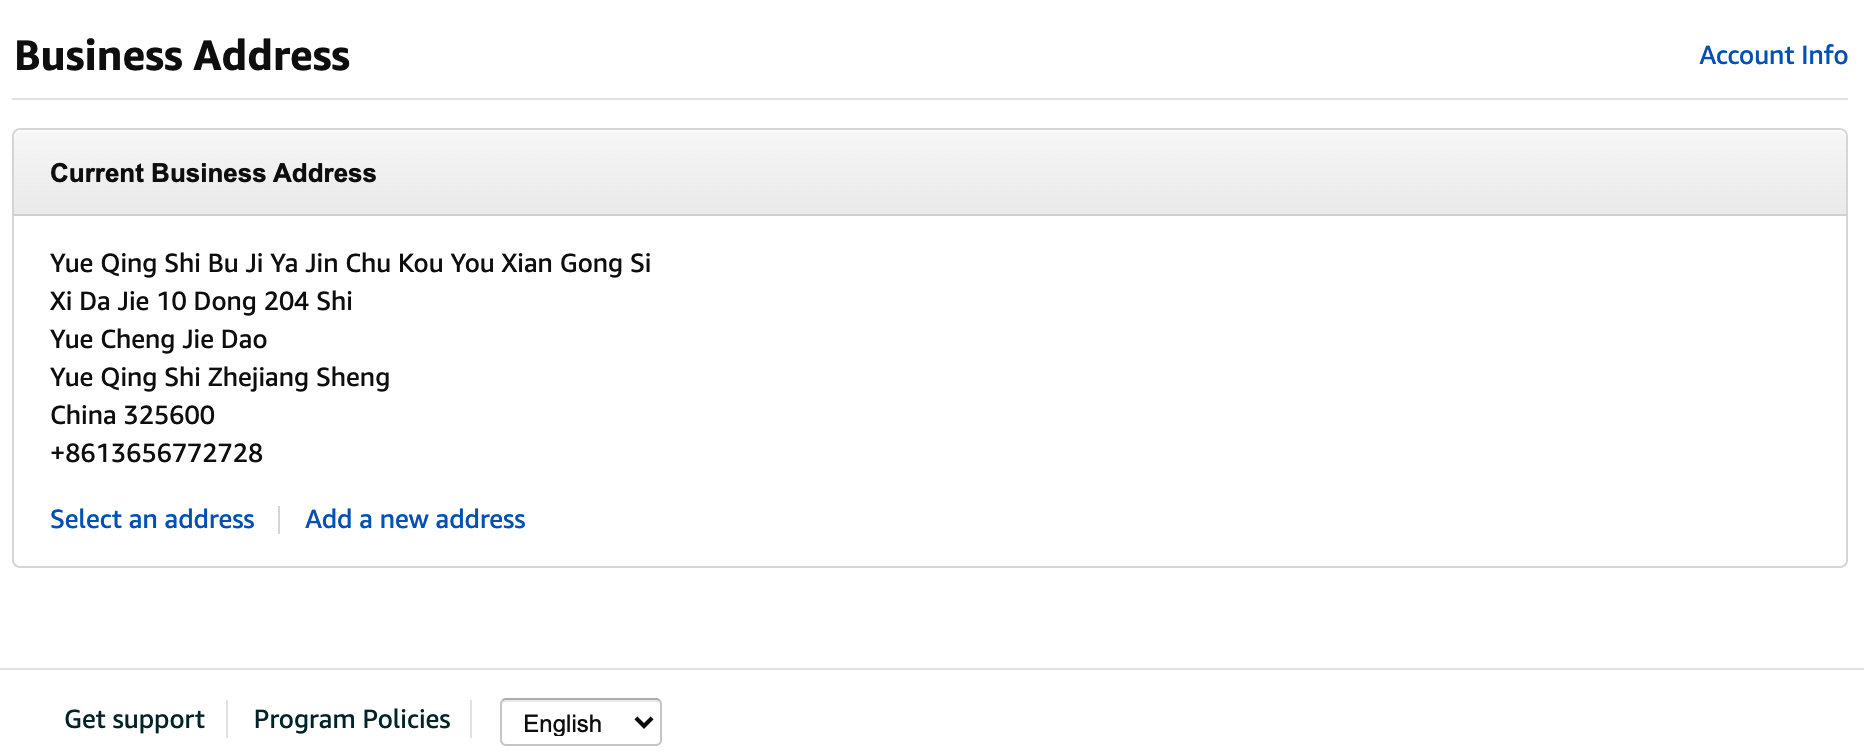 Business Address
Account Info
Current Business Address
Yue Qing Shi Bu Ji Ya Jin Chu Kou You Xian Gong Si
Xi Da Jie 10 Dong 204 Shi
Yue Cheng Jie Dao
Yue Qing Shi Zhejiang Sheng
China 325600
+8613656772728
Select an address
Add a new address
Get support
Program Policies
English